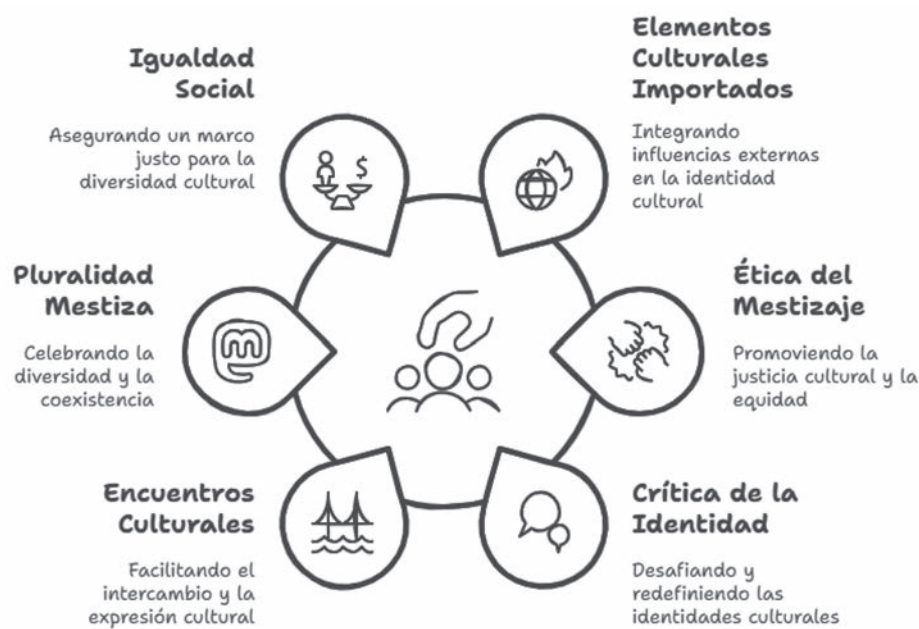 Igualdad
Social
Asegurando un marco
justo para la
diversidad cultural
$
Elementos
Culturales
Importados
Integrando
influencias externas
en la identidad
cultural
Pluralidad
Mestiza
Celebrando la
diversidad y la
coexistencia
m
Ética del
Mestizaje
Promoviendo la
justicia cultural y la
equidad
Encuentros
Culturales
Facilitando el
intercambio y la
expresión cultural
Crítica de la
Identidad
Desafiando y
redefiniendo las
identidades culturales